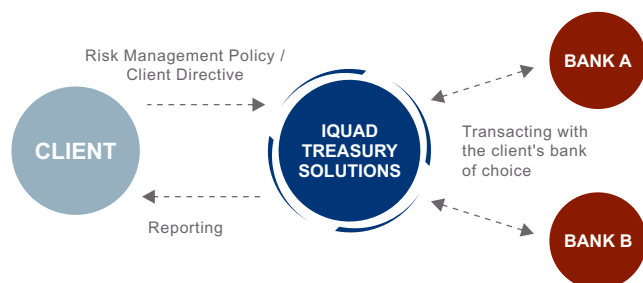 Risk Management Policy /
Client Directive
CLIENT
Reporting
IQUAD
TREASURY
SOLUTIONS
BANK A
Transacting with
the client's bank
of choice
BANK B